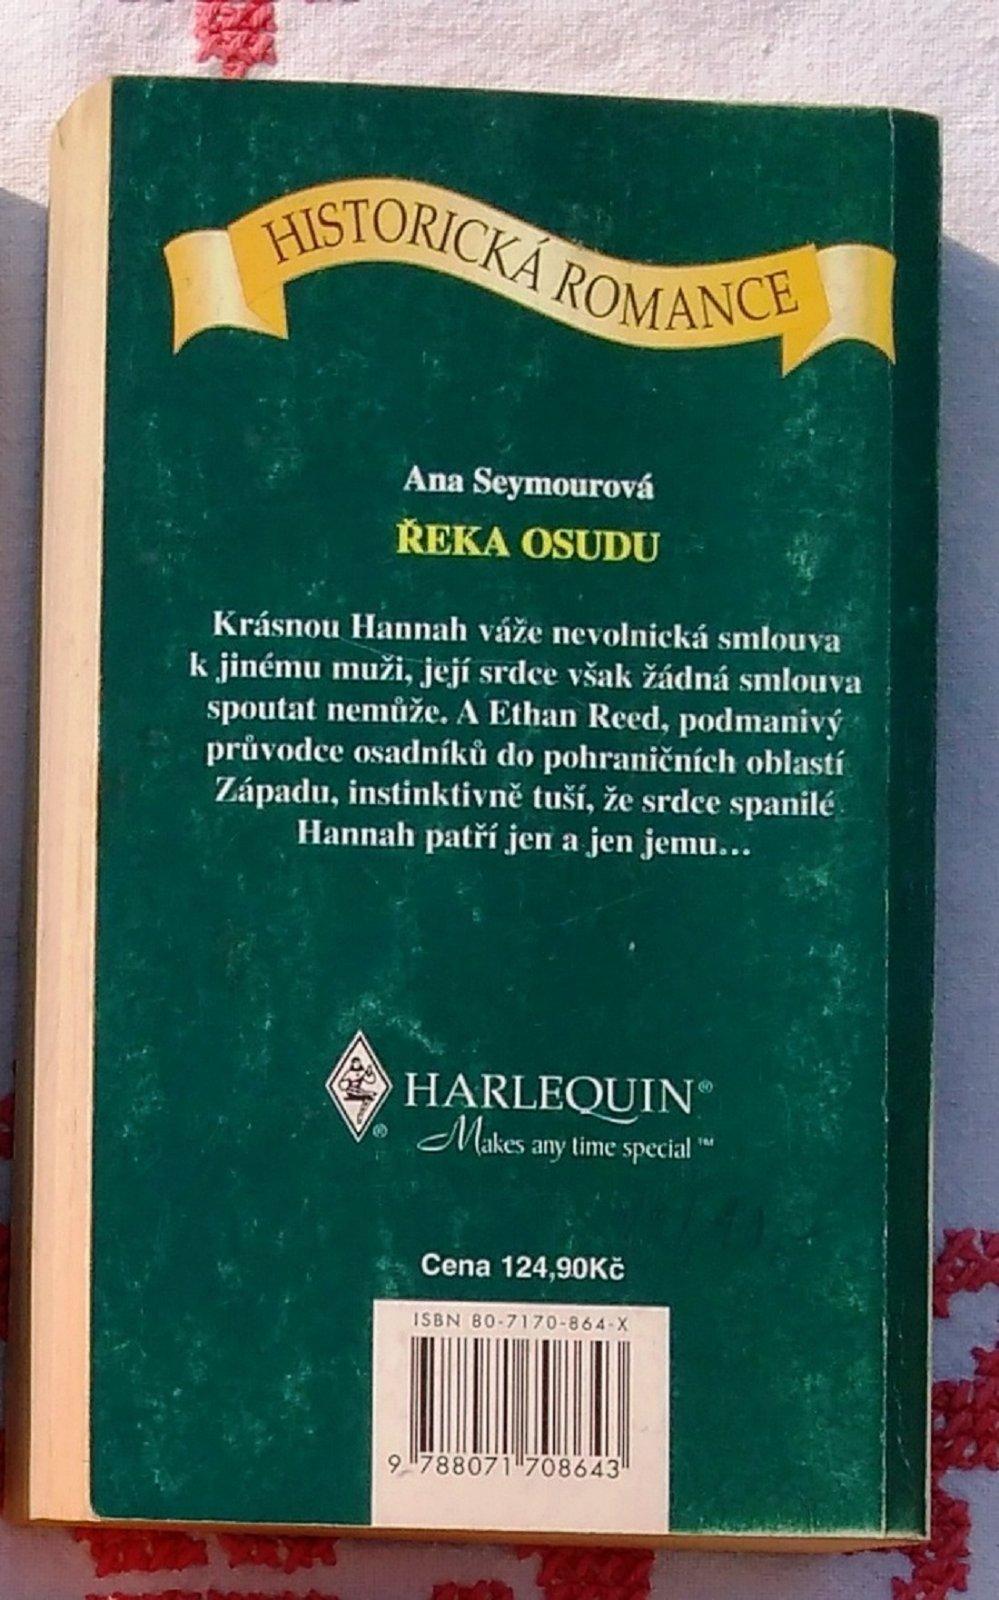 HISTORICKÁ ROMANCE
Ana Seymourová
ŘEKA OSUDU
Krásnou Hannah váže nevolnická smlouva
k jinému muži, její srdce však žádná smlouva
spoutat nemůže. A Ethan Reed, podmanivý
průvodce osadníků do pohraničních oblastí
Západu, instinktivně tuší, že srdce spanilé
Hannah patří jen a jen jemu...
HARLEQUIN®
®
Makes any time special™
Cena 124,90Kč
ISBN 80-7170-864-X
9 788071 708643